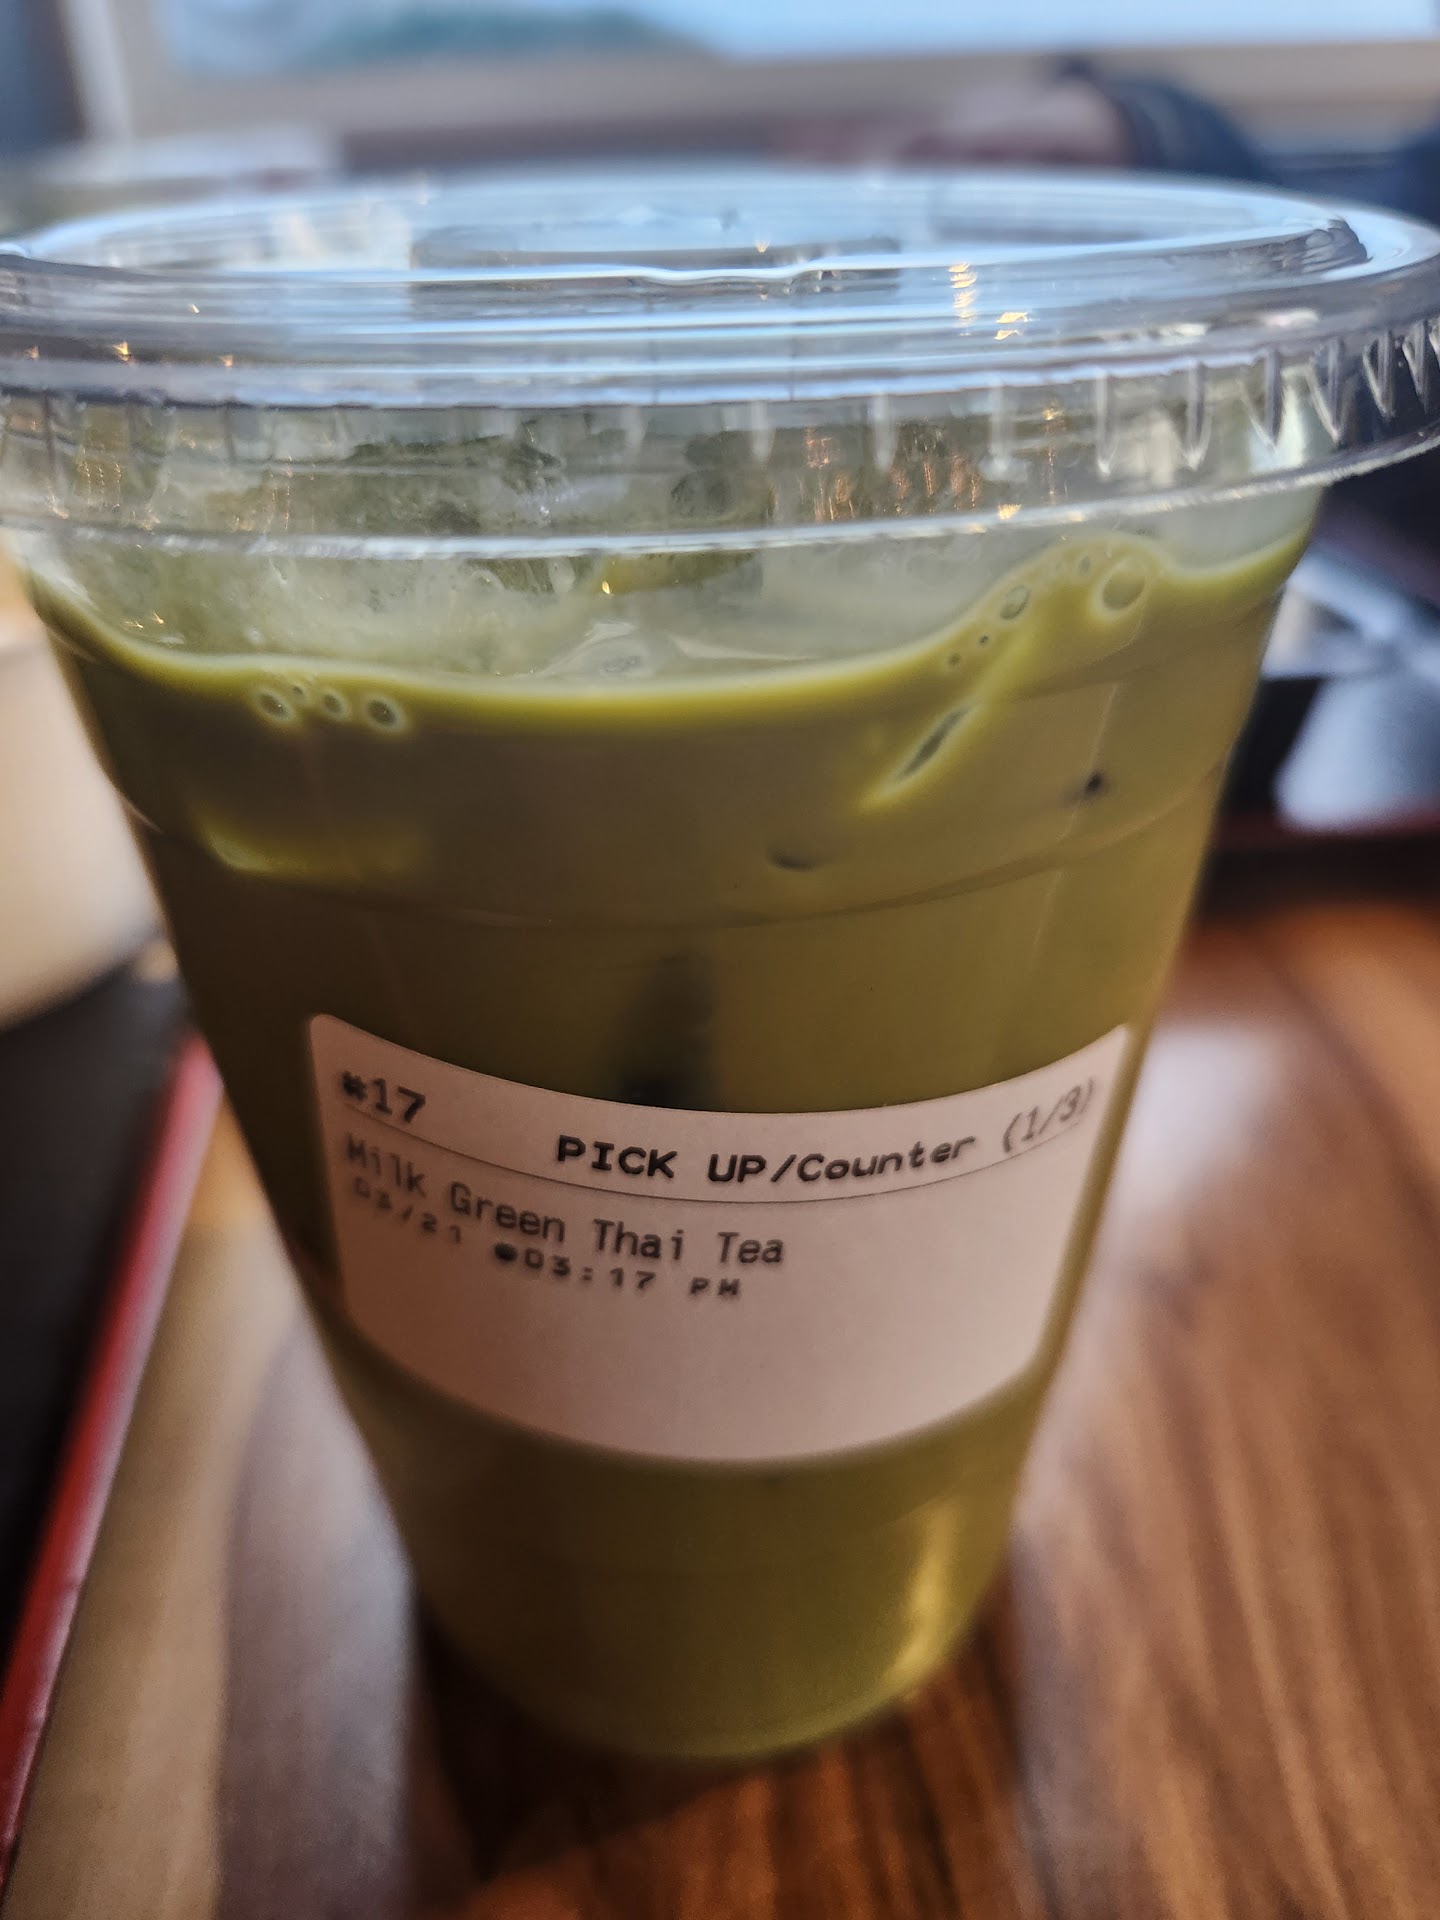 #17
PICK UP/Counter (1/3)
Milk Green Thai Tea
03/21 @03:17 PM